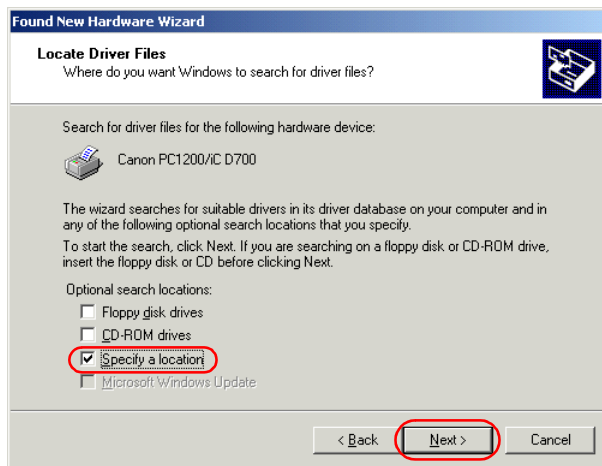 Found New Hardware Wizard
Locate Driver Files
Where do you want Windows to search for driver files?
Search for driver files for the following hardware device:
Canon PC1200/iC D700
The wizard searches for suitable drivers in its driver database on your computer and in
any of the following optional search locations that you specify.
To start the search, click Next. If you are searching on a floppy disk or CD-ROM drive,
insert the floppy disk or CD before clicking Next.
Optional search locations:
Floppy disk drives
CD-ROM drives
Specify a location
Microsoft Windows Update
< Back Next > Cancel